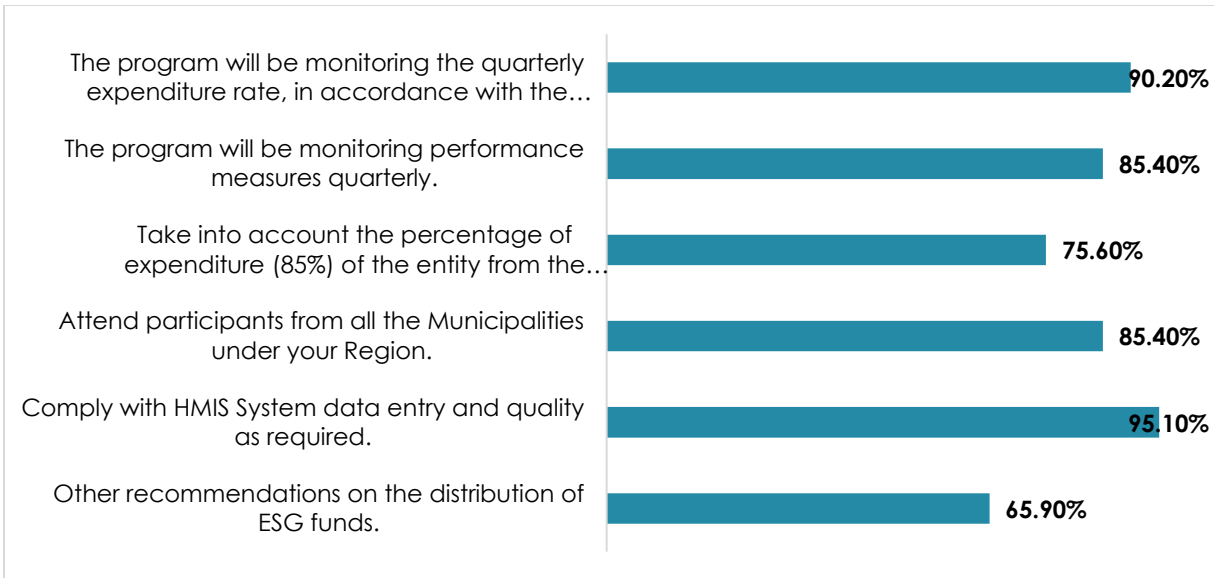 The program will be monitoring the quarterly
expenditure rate, in accordance with the…
90.20%
The program will be monitoring performance
measures quarterly.
85.40%
Take into account the percentage of
expenditure (85%) of the entity from the…
75.60%
Attend participants from all the Municipalities
under your Region.
85.40%
Comply with HMIS System data entry and quality
as required.
95.10%
Other recommendations on the distribution of
ESG funds.
65.90%